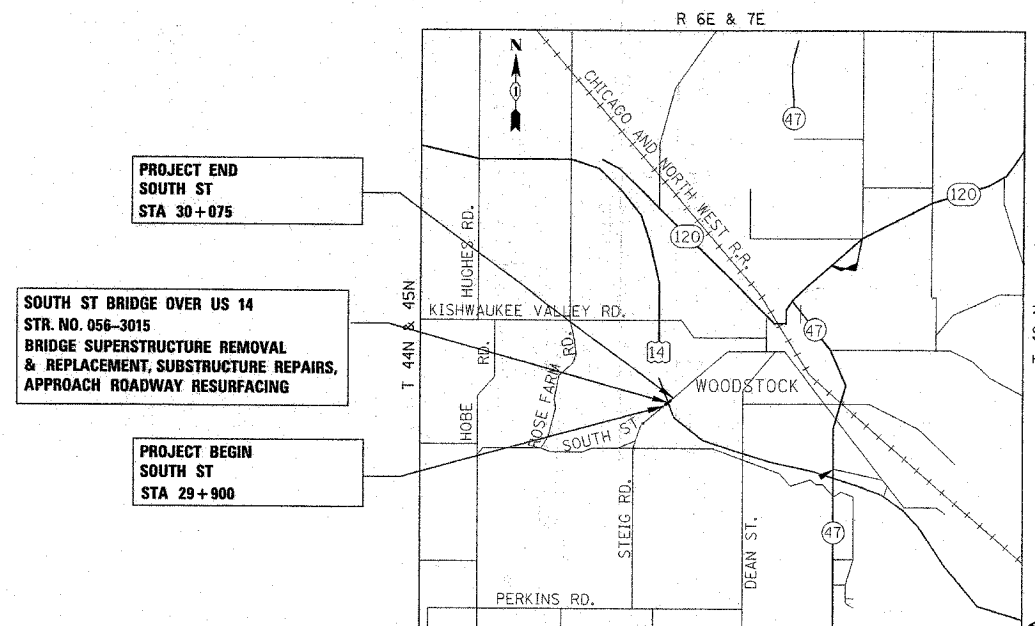 R 6E & 7E
N
1
CHICAGO AND NORTH WEST R.R.
47
PROJECT END
SOUTH ST
STA 30+075
120
120
HUGHES RD.
T 44N & 45N
SOUTH ST BRIDGE OVER US 14
STR. NO. 056-3015
BRIDGE SUPERSTRUCTURE REMOVAL
& REPLACEMENT, SUBSTRUCTURE REPAIRS,
APPROACH ROADWAY RESURFACING
KISHWAUKEE VALLEY RD.
47
14
HOBE RD.
ROSE FARM RD.
WOODSTOCK
SOUTH ST.
PROJECT BEGIN
SOUTH ST
STA 29+900
STEIG RD.
DEAN ST.
47
PERKINS RD.